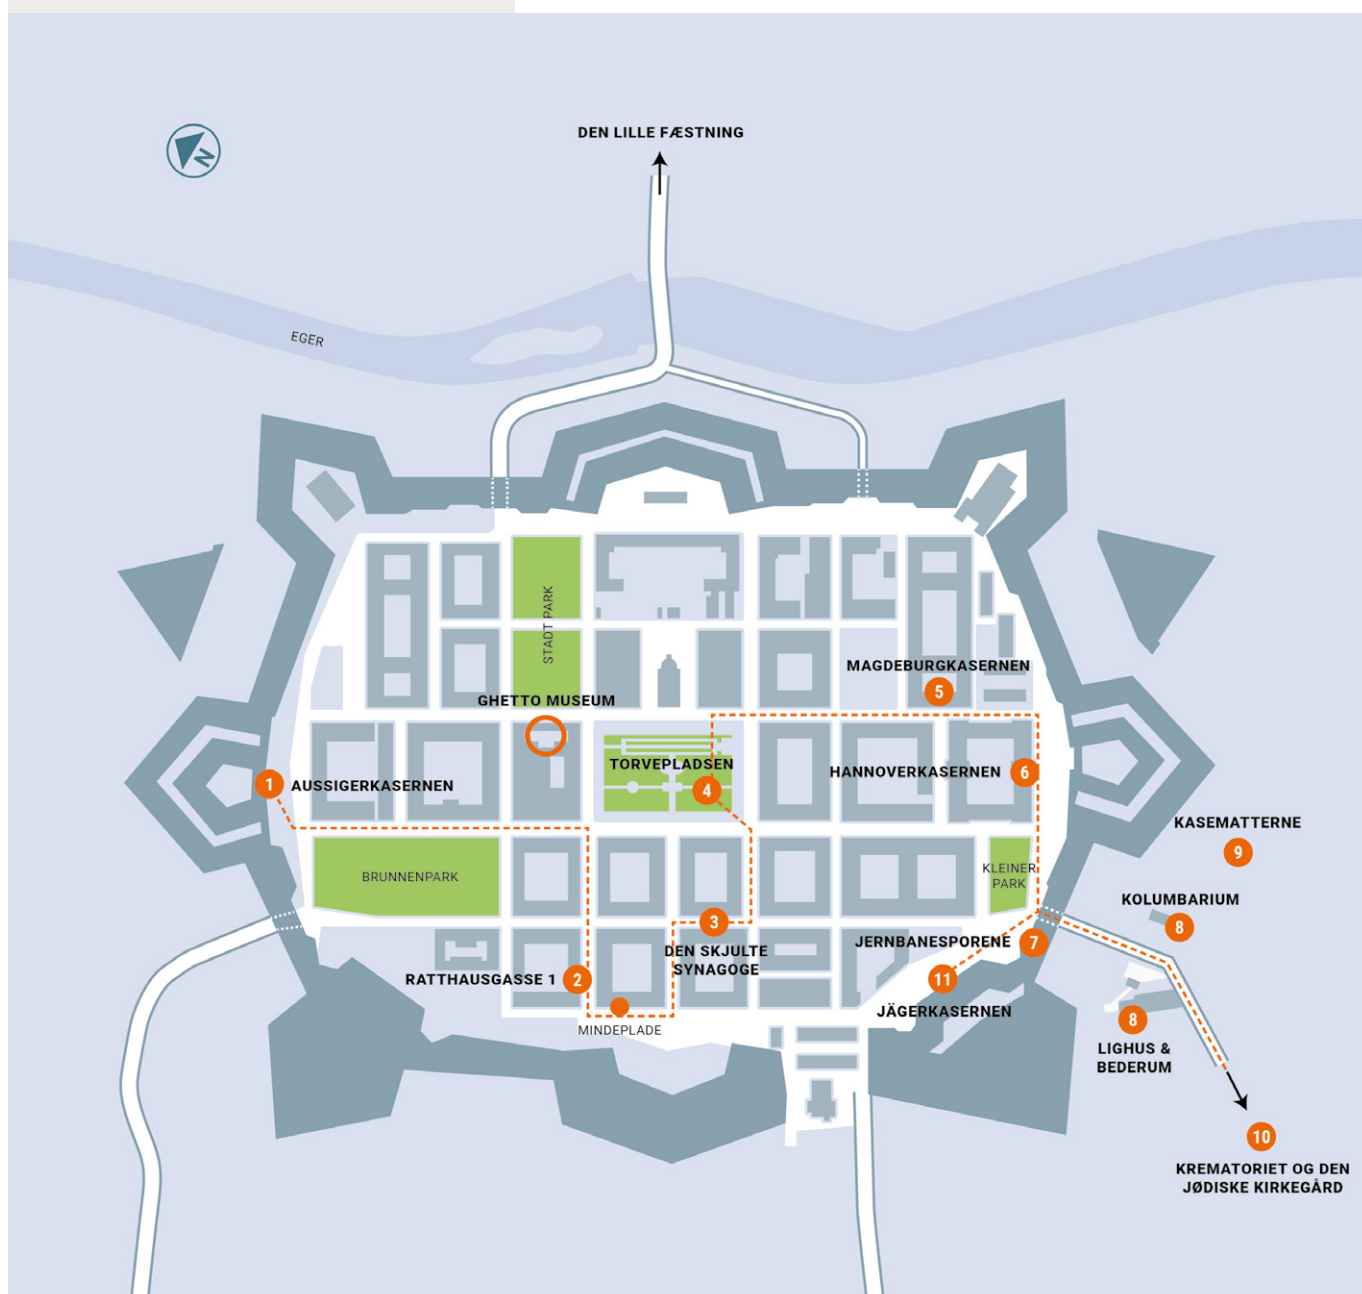 N
DEN LILLE FÆSTNING
EGER
STADT PARK
MAGDEBURGKASERNEN
5
GHETTO MUSEUM
TORVEPLADSEN
4
HANNOVERKASERNEN 6
1 AUSSIGERKASERNEN
KASEMATTERNE
9
BRUNNENPARK
KLEINER
PARK
KOLUMBARIUM
8
3
DEN SKJULTE
SYNAGOGE
JERNBANESPORENE 7
RATTHAUSGASSE 1 2
11
JÄGERKASERNEN
MINDEPLADE
8
LIGHUS &
BEDERUM
10
KREMATORIET OG DEN
JØDISKE KIRKEGÅRD